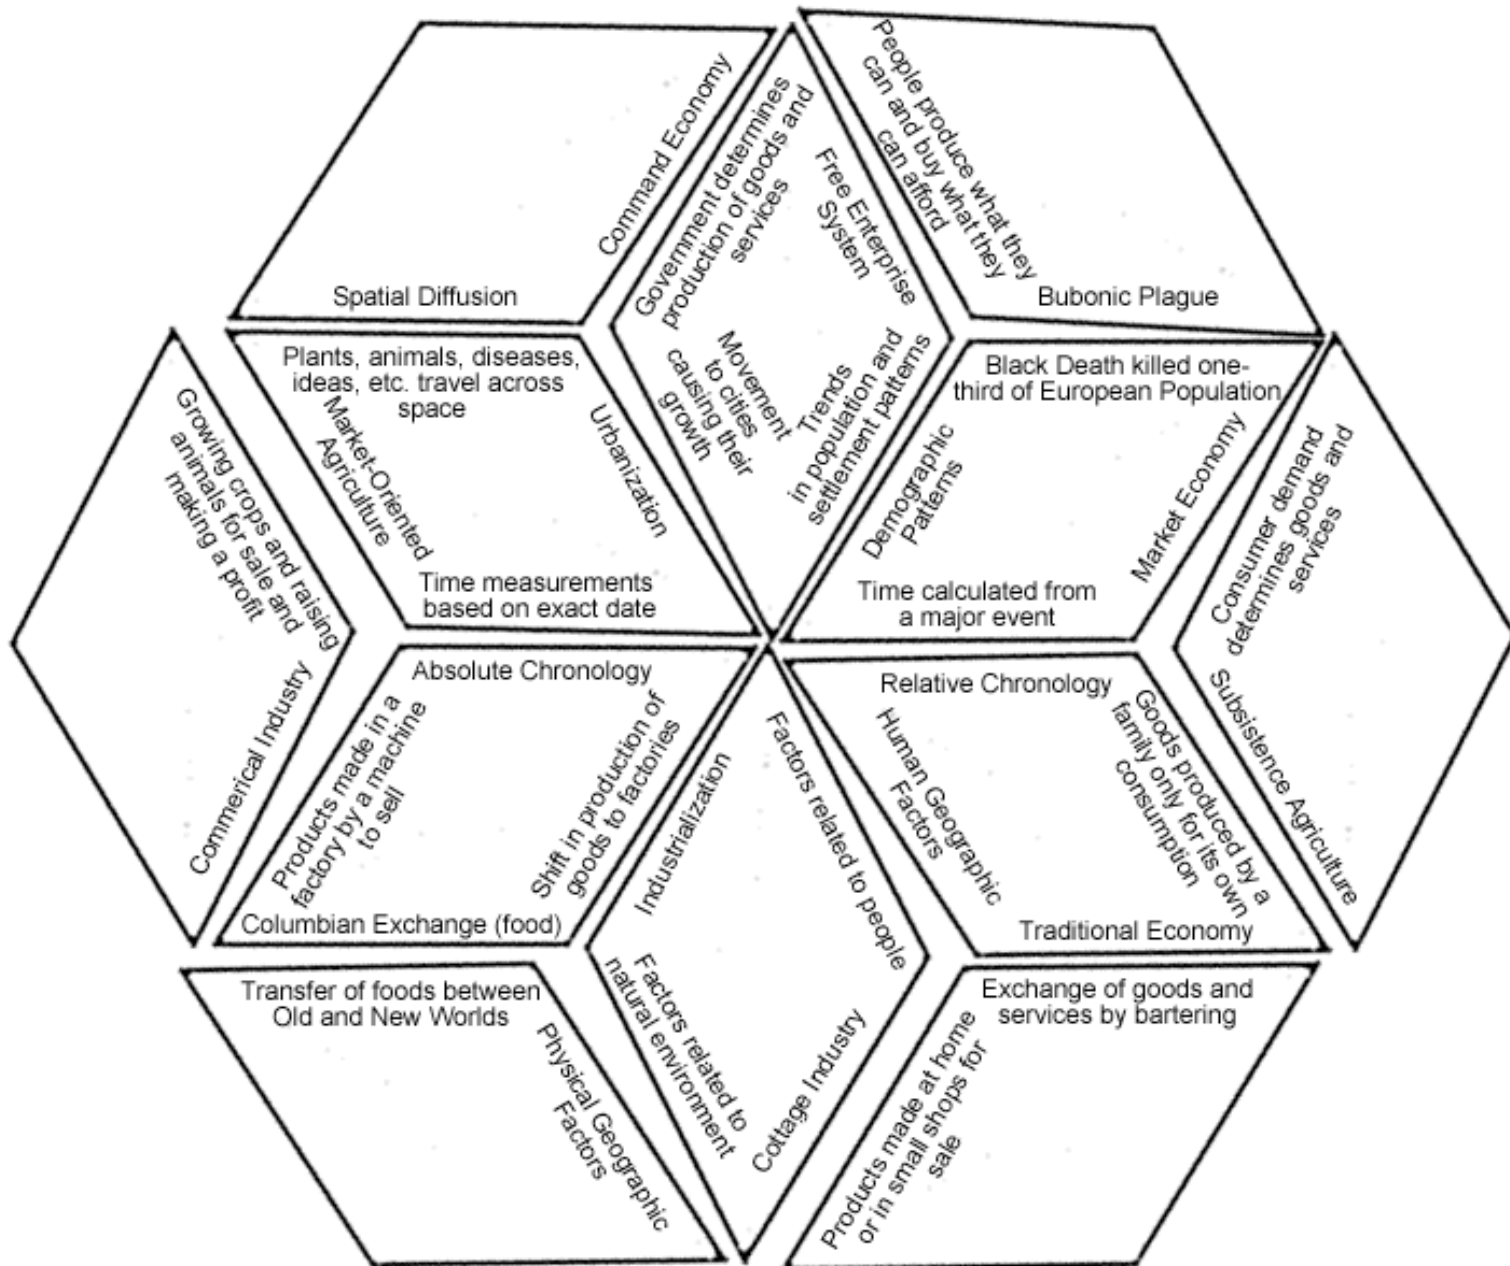 Command Economy
Spatial Diffusion
Government determines
production of goods and
services
Free Enterprise
System
Movement
to cities
causing their
growth
Trends
in population and
settlement patterns
People produce what they
can and buy what they
can afford
Bubonic Plague
Plants, animals, diseases,
ideas, etc. travel across
space
Market-Oriented
Agriculture
Urbanization
Time measurements
based on exact date
Black Death killed one-
third of European Population
Demographic
Patterns
Market Economy
Time calculated from
a major event
Growing crops and raising
animals for sale and
making a profit
Commerical Industry
Consumer demand
determines goods and
services
Subsistence Agriculture
Absolute Chronology
Products made in a
factory by a machine
to sell
Shift in production of
goods to factories
Columbian Exchange (food)
Industrialization
Factors related to people
Factors related to
natural environment
Cottage Industry
Relative Chronology
Human Geographic
Factors
Goods produced by a
family only for its own
consumption
Traditional Economy
Transfer of foods between
Old and New Worlds
Physical Geographic
Factors
Exchange of goods and
services by bartering
Products made at home
or in small shops for
sale